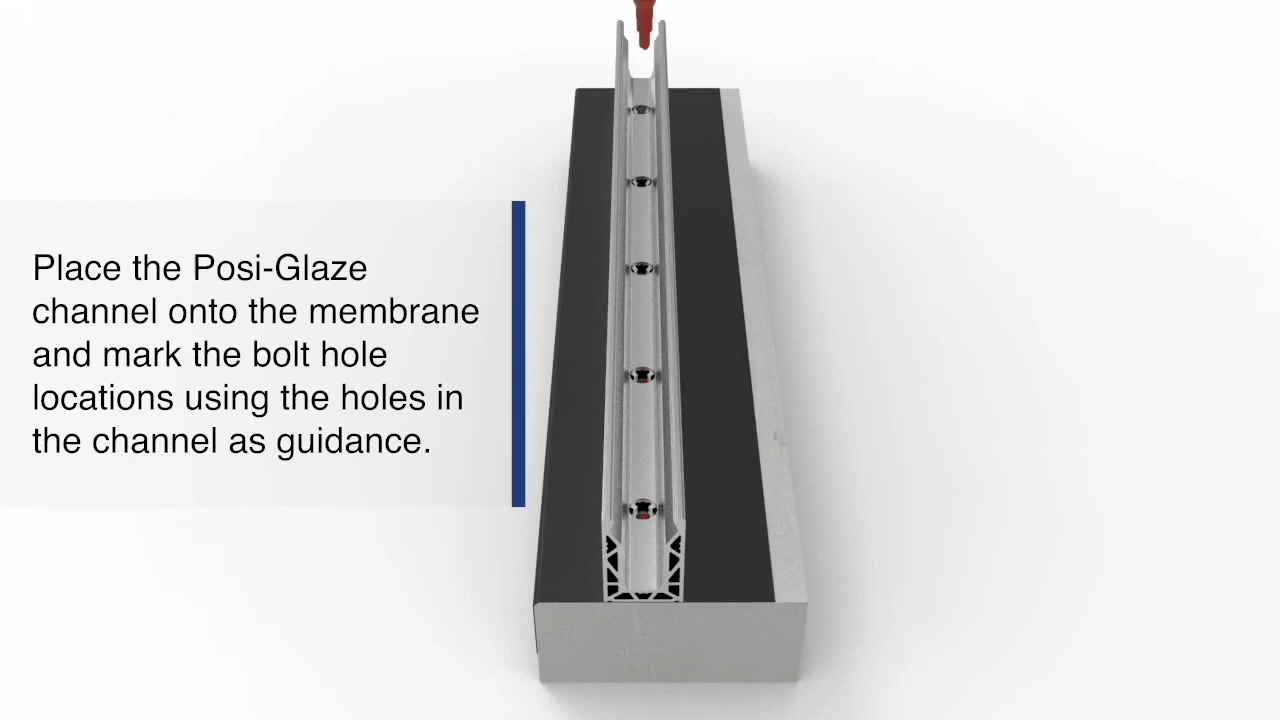 Place the Posi-Glaze
channel onto the membrane
and mark the bolt hole
locations using the holes in
the channel as guidance.